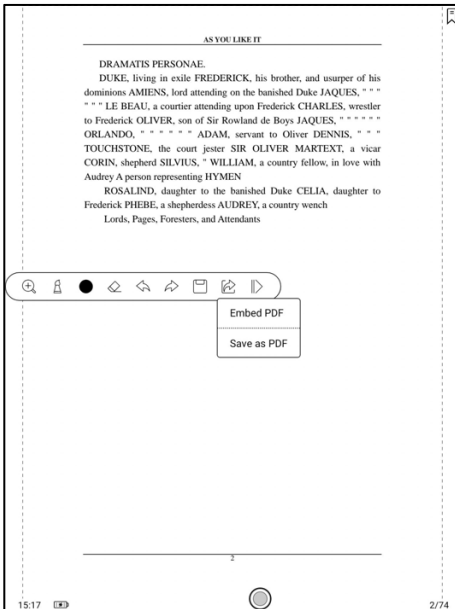 AS YOU LIKE IT
DRAMATIS PERSONAE.
DUKE, living in exile FREDERICK, his brother, and usurper of his
dominions AMIENS, lord attending on the banished Duke JAQUES, " " "
" " " LE BEAU, a courtier attending upon Frederick CHARLES, wrestler
to Frederick OLIVER, son of Sir Rowland de Boys JAQUES, " " " " " "
ORLANDO, " " " " " " ADAM, servant to Oliver DENNIS, " " "
TOUCHSTONE, the court jester SIR OLIVER MARTEXT, a vicar
CORIN, shepherd SILVIUS, " WILLIAM, a country fellow, in love with
Audrey A person representing HYMEN
ROSALIND, daughter to the banished Duke CELIA, daughter to
Frederick PHEBE, a shepherdess AUDREY, a country wench
Lords, Pages, Foresters, and Attendants
Embed PDF
Save as PDF
2
15:17
2/74